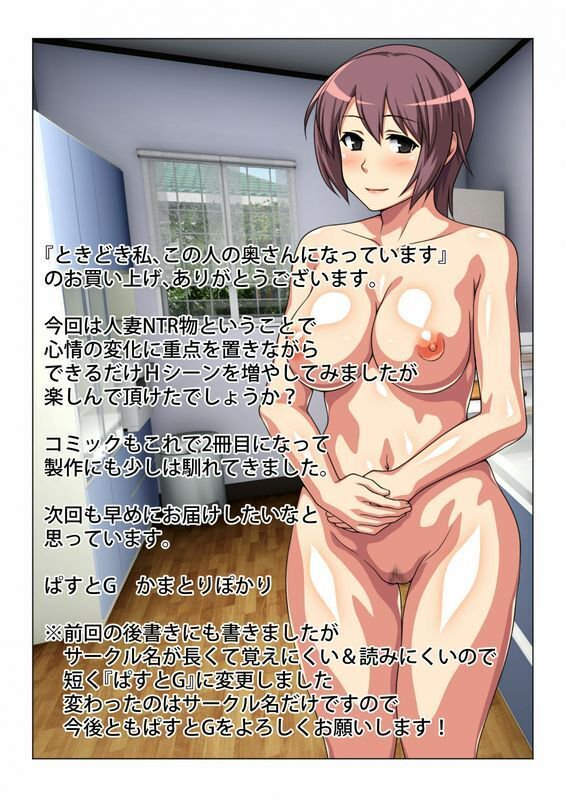 『ときどき私、この人の奥さんになっています』
のお買い上げ、ありがとうございます。
今回は人妻NTR物ということで
心情の変化に重点を置きながら
できるだけHシーンを増やしてみましたが
楽しんで頂けたでしょうか？
コミックもこれで2冊目になって
製作にも少しは馴れてきました。
次回も早めにお届けしたいなと
思っています。
ぱすとG　かまとりぽかり
※前回の後書きにも書きましたが
サークル名が長くて覚えにくい＆読みにくいので
短く『ぱすとG』に変更しました
変わったのはサークル名だけですので
今後ともぱすとGをよろしくお願いします！